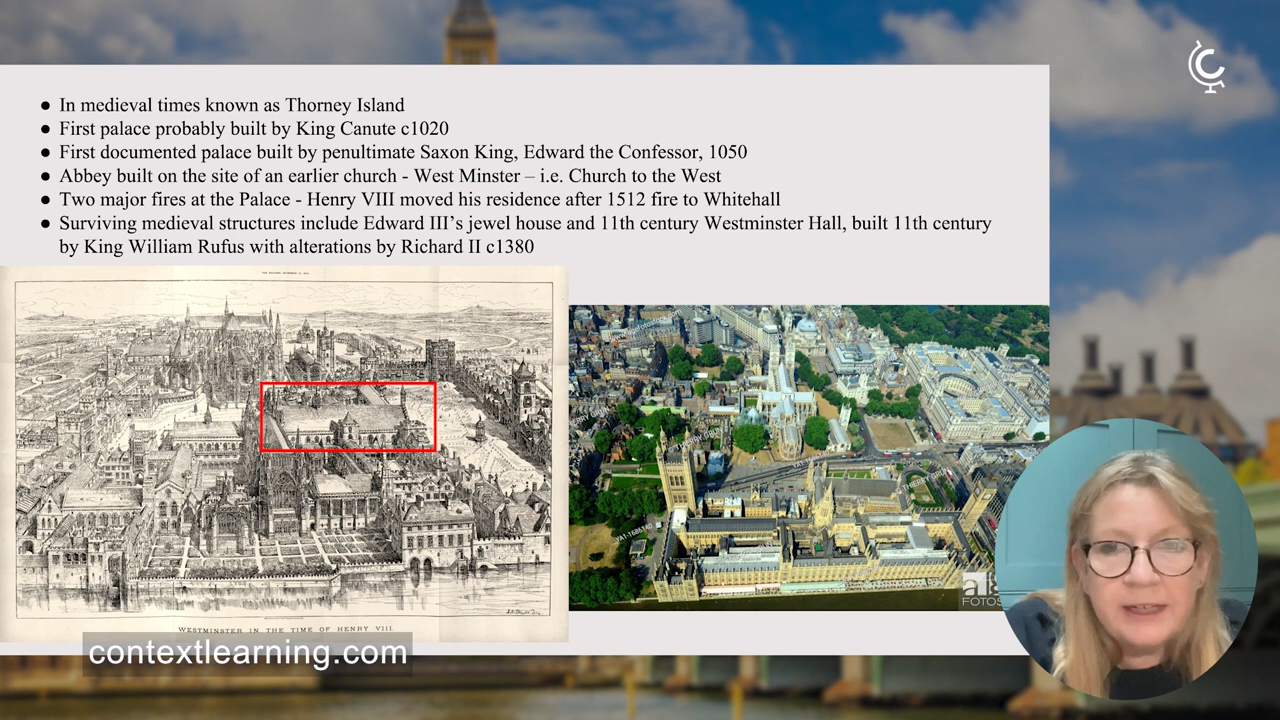 ● In medieval times known as Thorney Island
● First palace probably built by King Canute c1020
● First documented palace built by penultimate Saxon King, Edward the Confessor, 1050
● Abbey built on the site of an earlier church - West Minster – i.e. Church to the West
● Two major fires at the Palace - Henry VIII moved his residence after 1512 fire to Whitehall
● Surviving medieval structures include Edward III's jewel house and 11th century Westminster Hall, built 11th century
by King William Rufus with alterations by Richard II c1380
WESTMINSTER IN THE TIME OF HENRY VIII.
FOTOS
contextlearning.com